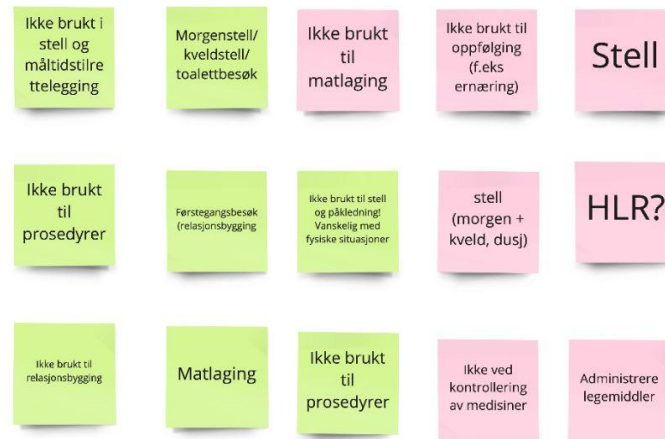 Ikke brukt i
stell og
måltidstilre
ttelegging
Morgenstell/
kveldstell/
toalettbesøk
Ikke brukt
til
matlaging
Ikke brukt til
oppfølging
(f.eks
ernæring)
Stell
Ikke brukt
til
prosedyrer
Førstegangsbesøk
(relasjonsbygging
Ikke brukt til stell
og påkledning!
Vanskelig med
fysiske situasjoner
stell
(morgen +
kveld, dusj)
HLR?
Ikke brukt til
relasjonsbygging
Matlaging
Ikke brukt
til
prosedyrer
Ikke ved
kontrollering
av medisiner
Administrere
legemiddler